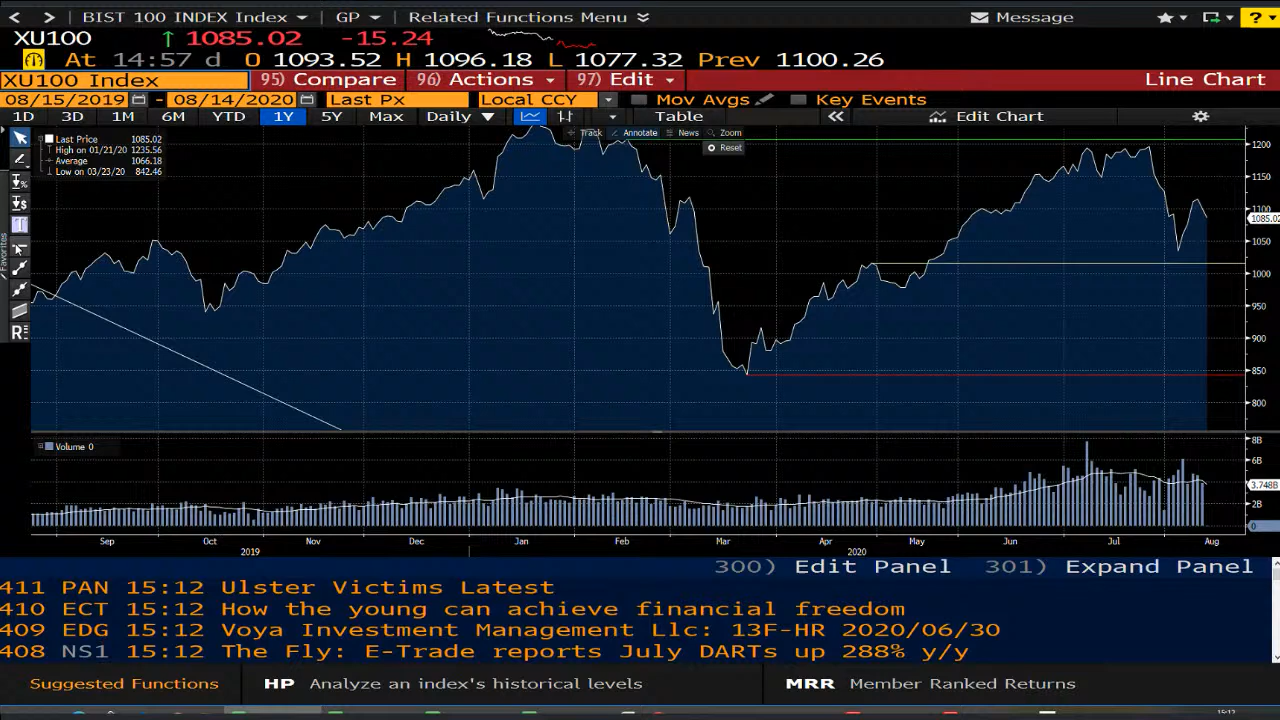 BIST 100 INDEX Index GP Related Functions Menu Message ?
XU100 ↑ 1085.02 -15.24
At 14:57 d O 1093.52 H 1096.18 L 1077.32 Prev 1100.26
XU100 Index 95) Compare 96) Actions 97) Edit Line Chart
08/15/2019 - 08/14/2020 Last Px Local CCY Mov Avgs Key Events
1D 3D 1M 6M YTD 1Y 5Y Max Daily Table Edit Chart
Track Annotate News Zoom
Reset
Last Price 1085.02
High on 01/21/20 1235.56
Average 1066.18
Low on 03/23/20 842.46
Favorites
1200
1150
1100
1085.02
1050
1000
950
900
850
800
Volume 0
8B
6B
3.748B
2B
0
Sep Oct Nov Dec Jan Feb Mar Apr May Jun Jul Aug
2019 2020
300) Edit Panel 301) Expand Panel
411 PAN 15:12 Ulster Victims Latest
410 ECT 15:12 How the young can achieve financial freedom
409 EDG 15:12 Voya Investment Management Llc: 13F-HR 2020/06/30
408 NS1 15:12 The Fly: E-Trade reports July DARTs up 288% y/y
Suggested Functions HP Analyze an index's historical levels MRR Member Ranked Returns
15:12